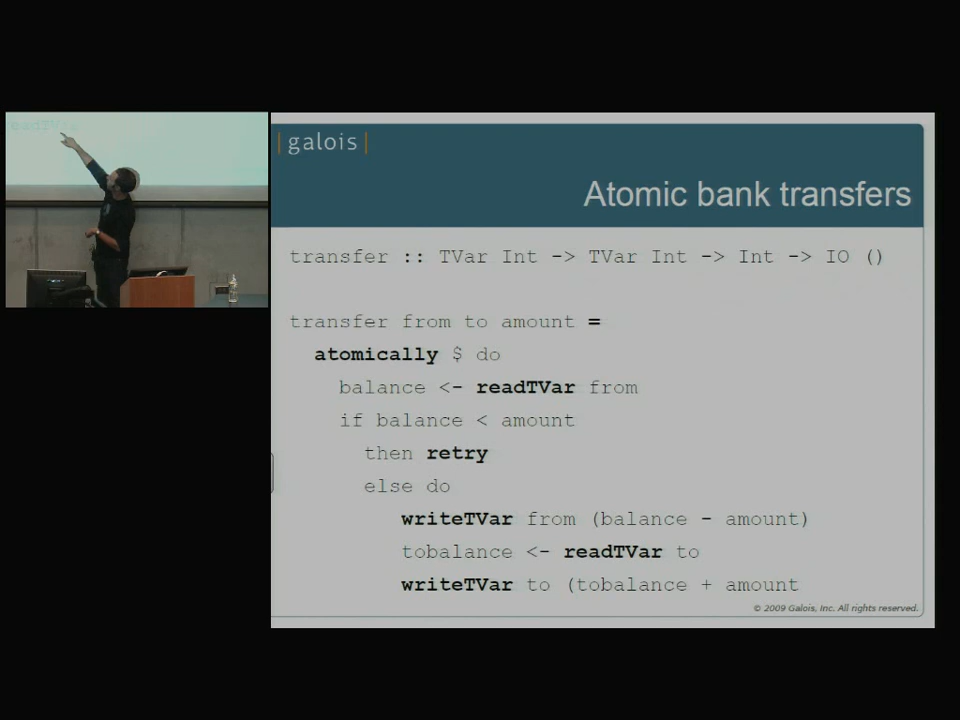 |galois|
Atomic bank transfers
transfer :: TVar Int -> TVar Int -> Int -> IO ()
transfer from to amount =
atomically $ do
balance <- readTVar from
if balance < amount
then retry
else do
writeTVar from (balance - amount)
tobalance <- readTVar to
writeTVar to (tobalance + amount
© 2009 Galois, Inc. All rights reserved.